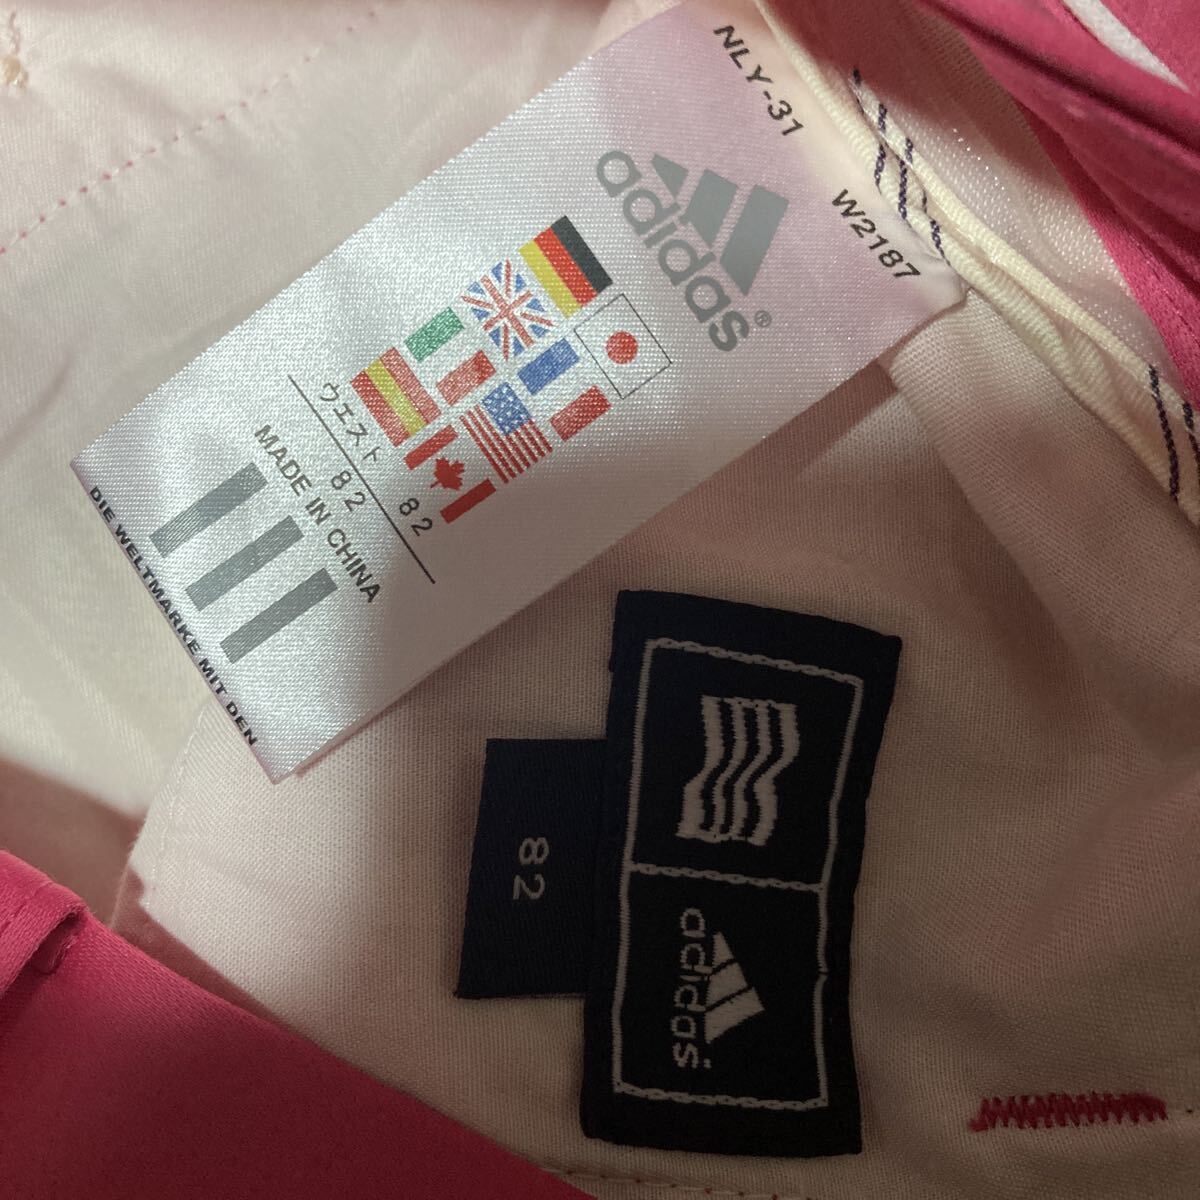 NLY-31
W2187
adidas®
ウエスト 82 82
MADE IN CHINA
DIE WELTMARKE MIT DEN
adidas
82